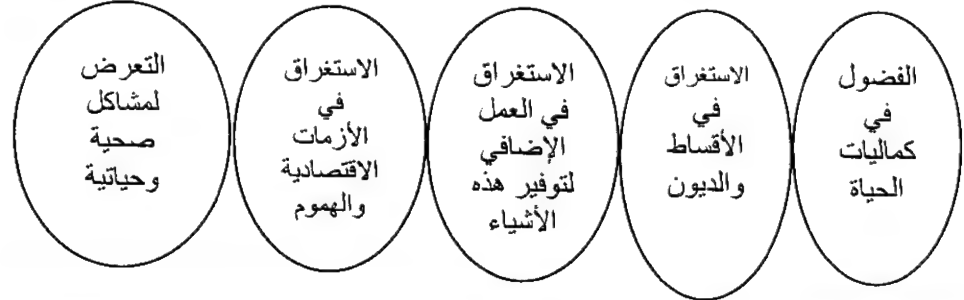 الفضول
في
كماليات
الحياة
الاستغراق
في
الأقساط
والديون
الاستغراق
في العمل
الإضافي
لتوفير هذه
الأشياء
الاستغراق
في
الأزمات
الاقتصادية
والهموم
التعرض
لمشاكل
صحية
وحياتية